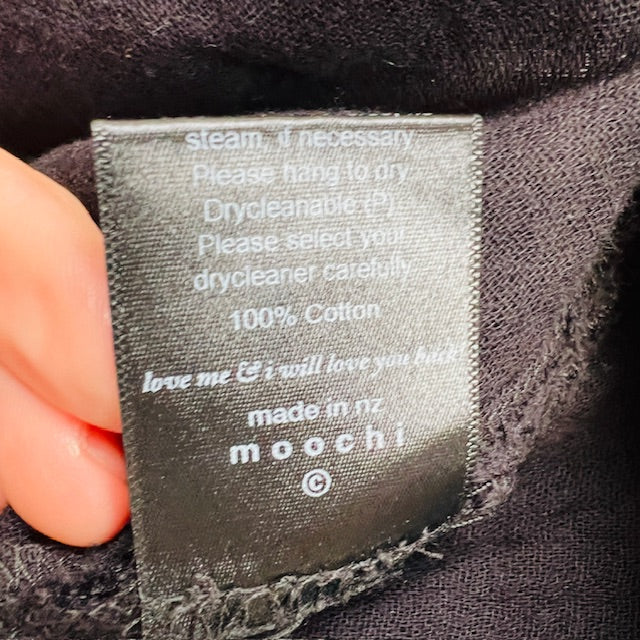 steam, if necessary
Please hang to dry
Drycleanable (P)
Please select your
drycleaner carefully
100% Cotton
love me & i will love you back
made in nz
moochi
©